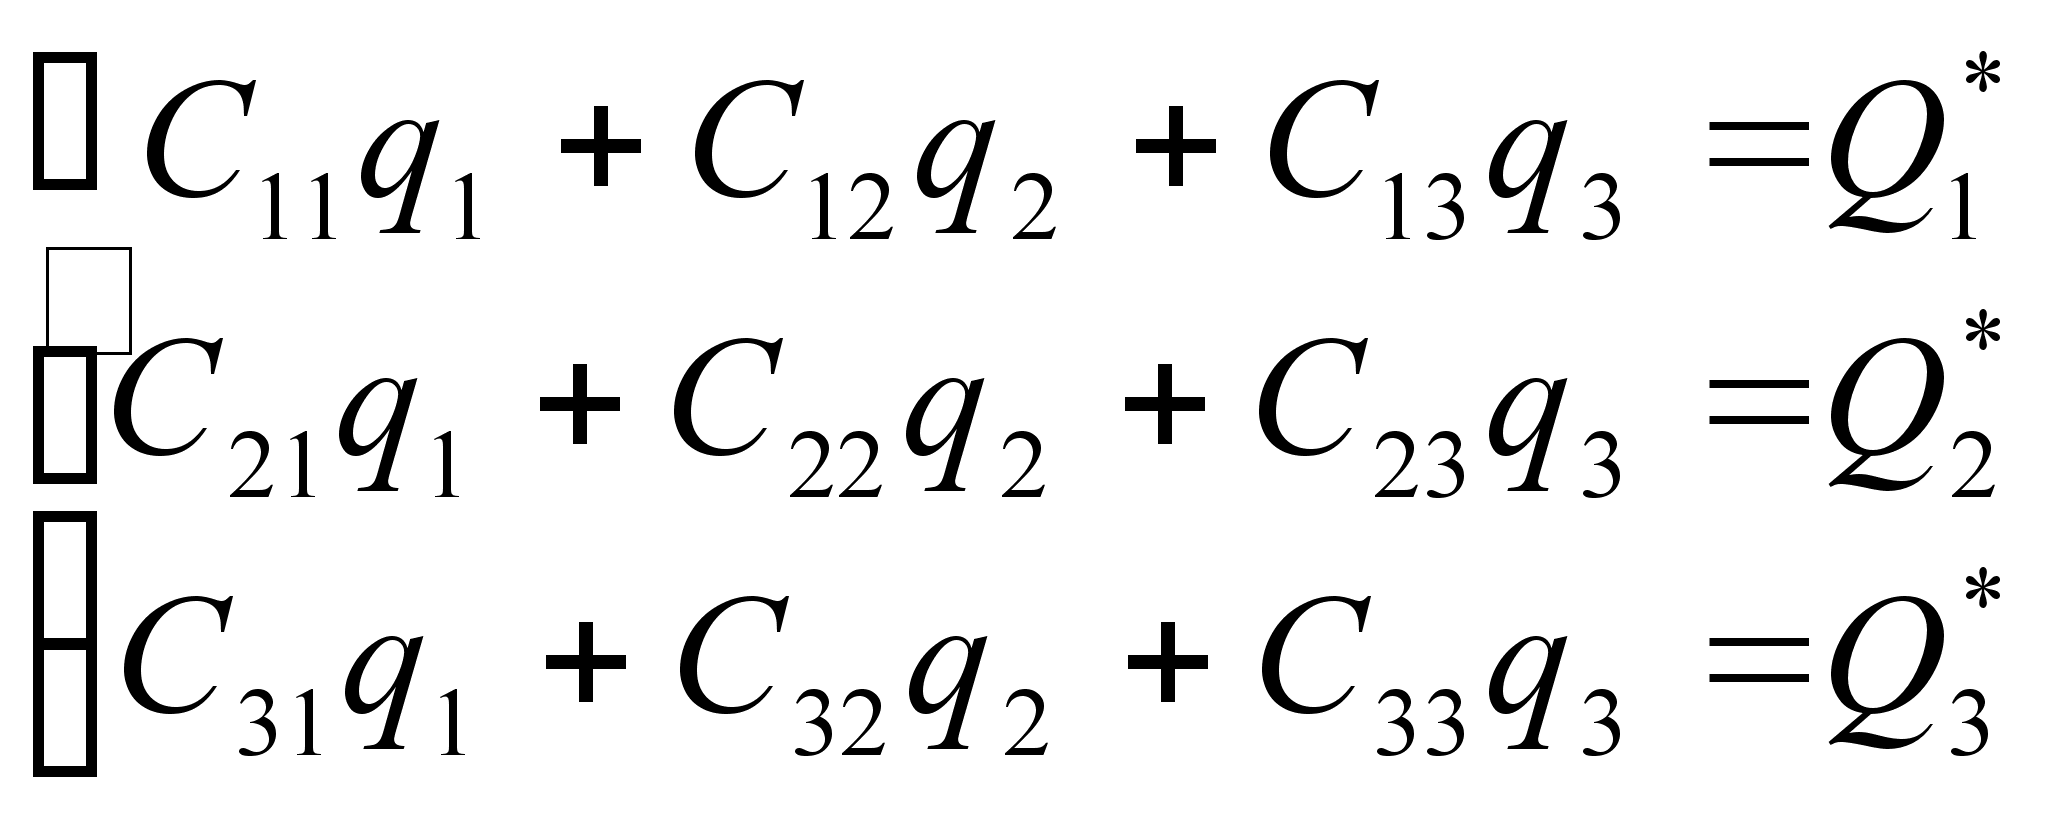 C₁₁q₁ + C₁₂q₂ + C₁₃q₃ = Q₁*
C₂₁q₁ + C₂₂q₂ + C₂₃q₃ = Q₂*
C₃₁q₁ + C₃₂q₂ + C₃₃q₃ = Q₃*